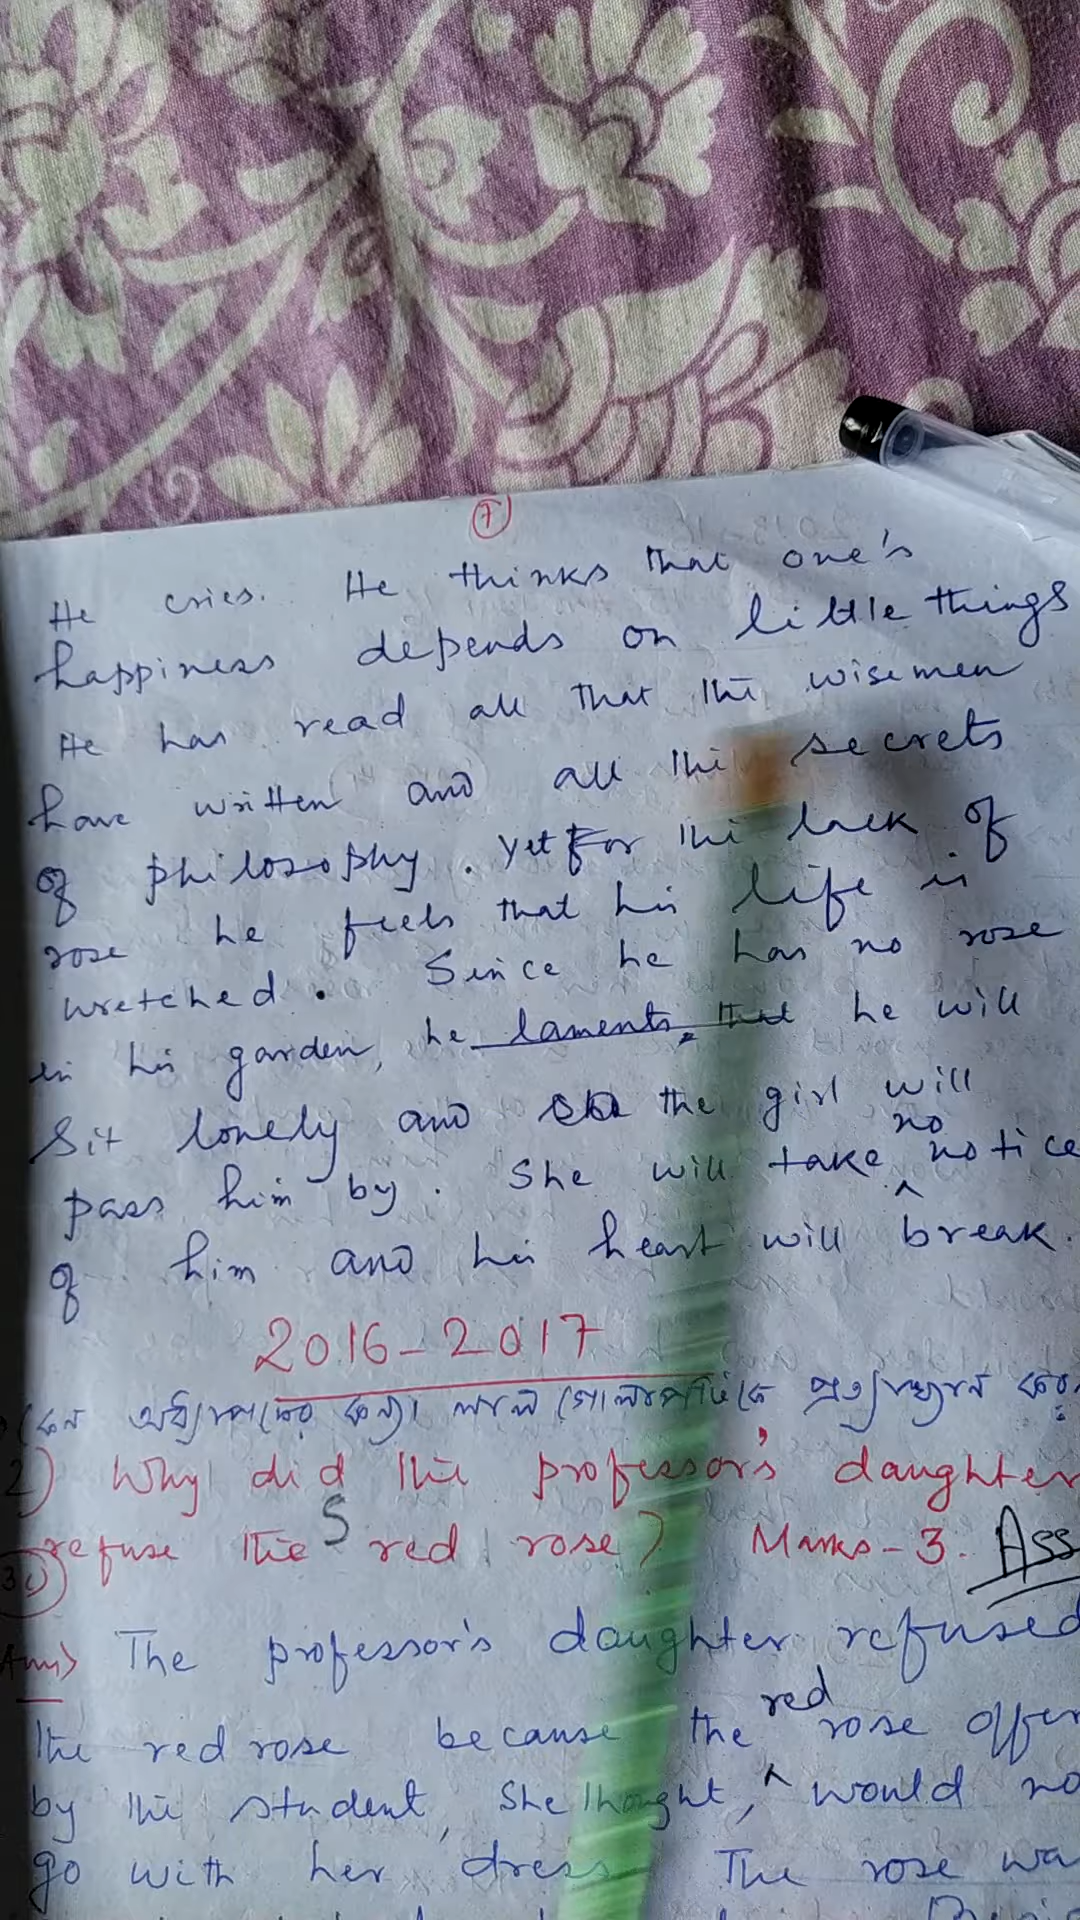 7
He cries. He thinks that one's
happiness depends on little things
He has read all that the wisemen
have written and all the secrets
of philosophy. yet For the lack of
rose he feels that his life is
wretched. Since he has no rose
in his garden, he laments, that he will
Sit lonely and the girl will
no
pass him by. She will take ^ notice
of him and his heart will break.
2016-2017
কেন অধ্যাপকের কন্যা লাল গোলাপটিকে প্রত্যাখ্যান
2) Why did the professor's daughter
refuse the S red rose? Marks-3. Ass
Ans> The professor's daughter refused
red
the red rose because the rose offer
by the student, She thought, ^ would no
go with her dress The rose wa